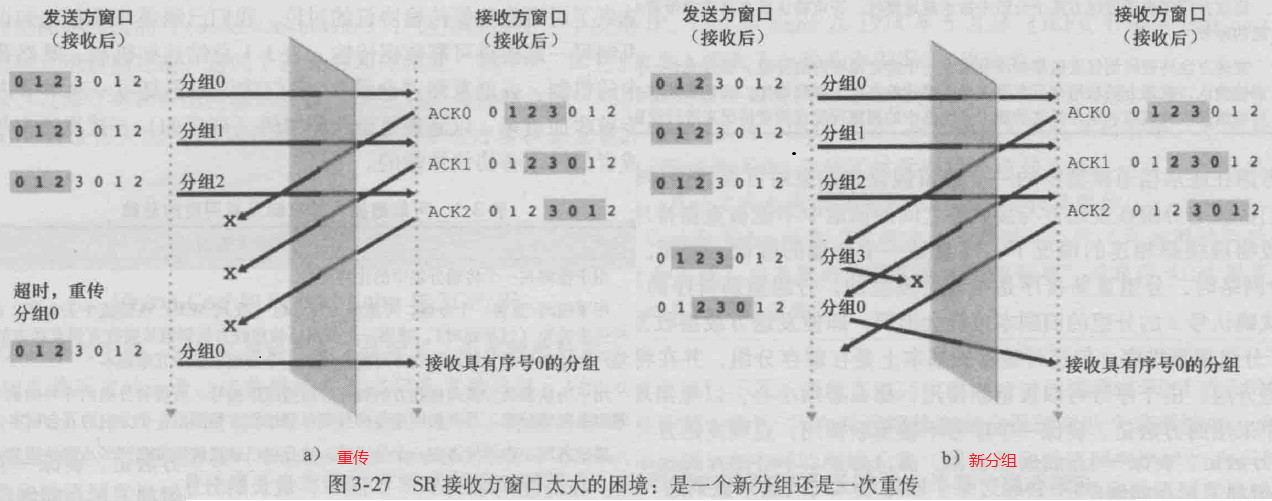 发送方窗口
（接收后）
接收方窗口
（接收后）
0 1 2 3 0 1 2
分组0
ACK0 0 1 2 3 0 1 2
0 1 2 3 0 1 2
分组1
ACK1 0 1 2 3 0 1 2
0 1 2 3 0 1 2
分组2
ACK2 0 1 2 3 0 1 2
x
x
x
超时，重传
分组0
0 1 2 3 0 1 2
分组0
接收具有序号0的分组
a） 重传
发送方窗口
（接收后）
接收方窗口
（接收后）
0 1 2 3 0 1 2
分组0
ACK0 0 1 2 3 0 1 2
0 1 2 3 0 1 2
分组1
ACK1 0 1 2 3 0 1 2
0 1 2 3 0 1 2
分组2
ACK2 0 1 2 3 0 1 2
0 1 2 3 0 1 2
分组3
x
0 1 2 3 0 1 2
分组0
接收具有序号0的分组
b） 新分组
图 3-27 SR 接收方窗口太大的困境：是一个新分组还是一次重传